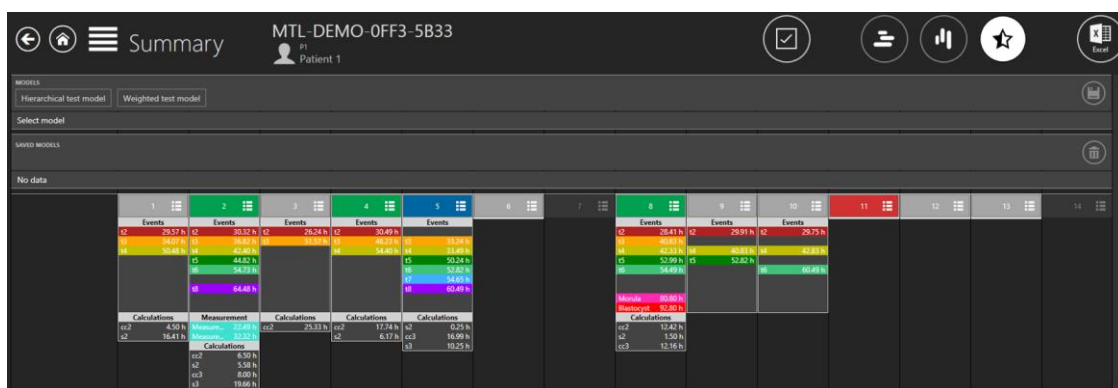 Summary
MTL-DEMO-0FF3-5B33
P1
Patient 1
Excel
MODELS
Hierarchical test model Weighted test model
Select model
SAVED MODELS
No data
1 2 3 4 5 6 7 8 9 10 11 12 13 14
Events Events Events Events Events Events Events Events
t2 29.57 h t2 30.32 h t2 26.24 h t2 30.49 h t2 28.41 h t2 29.91 h t2 29.75 h
t3 34.07 h t3 36.82 h t3 51.57 h t3 48.23 h t3 33.24 h t3 40.83 h
t4 50.48 h t4 42.40 h t4 54.40 h t4 33.49 h t4 42.33 h t4 40.83 h t4 42.83 h
t5 44.82 h t5 50.24 h t5 52.99 h t5 52.82 h
t6 54.73 h t6 52.82 h t6 54.49 h t6 60.49 h
t7 54.65 h
t8 64.48 h t8 60.49 h
Morula 80.80 h
Blastocyst 92.80 h
Calculations Measurement Calculations Calculations Calculations Calculations
cc2 4.50 h Measure... 22.49 h cc2 25.33 h cc2 17.74 h s2 0.25 h cc2 12.42 h
s2 16.41 h Measure... 32.32 h s2 6.17 h cc3 16.99 h s2 1.50 h
Calculations s3 10.25 h cc3 12.16 h
cc2 6.50 h
s2 5.58 h
cc3 8.00 h
s3 19.66 h